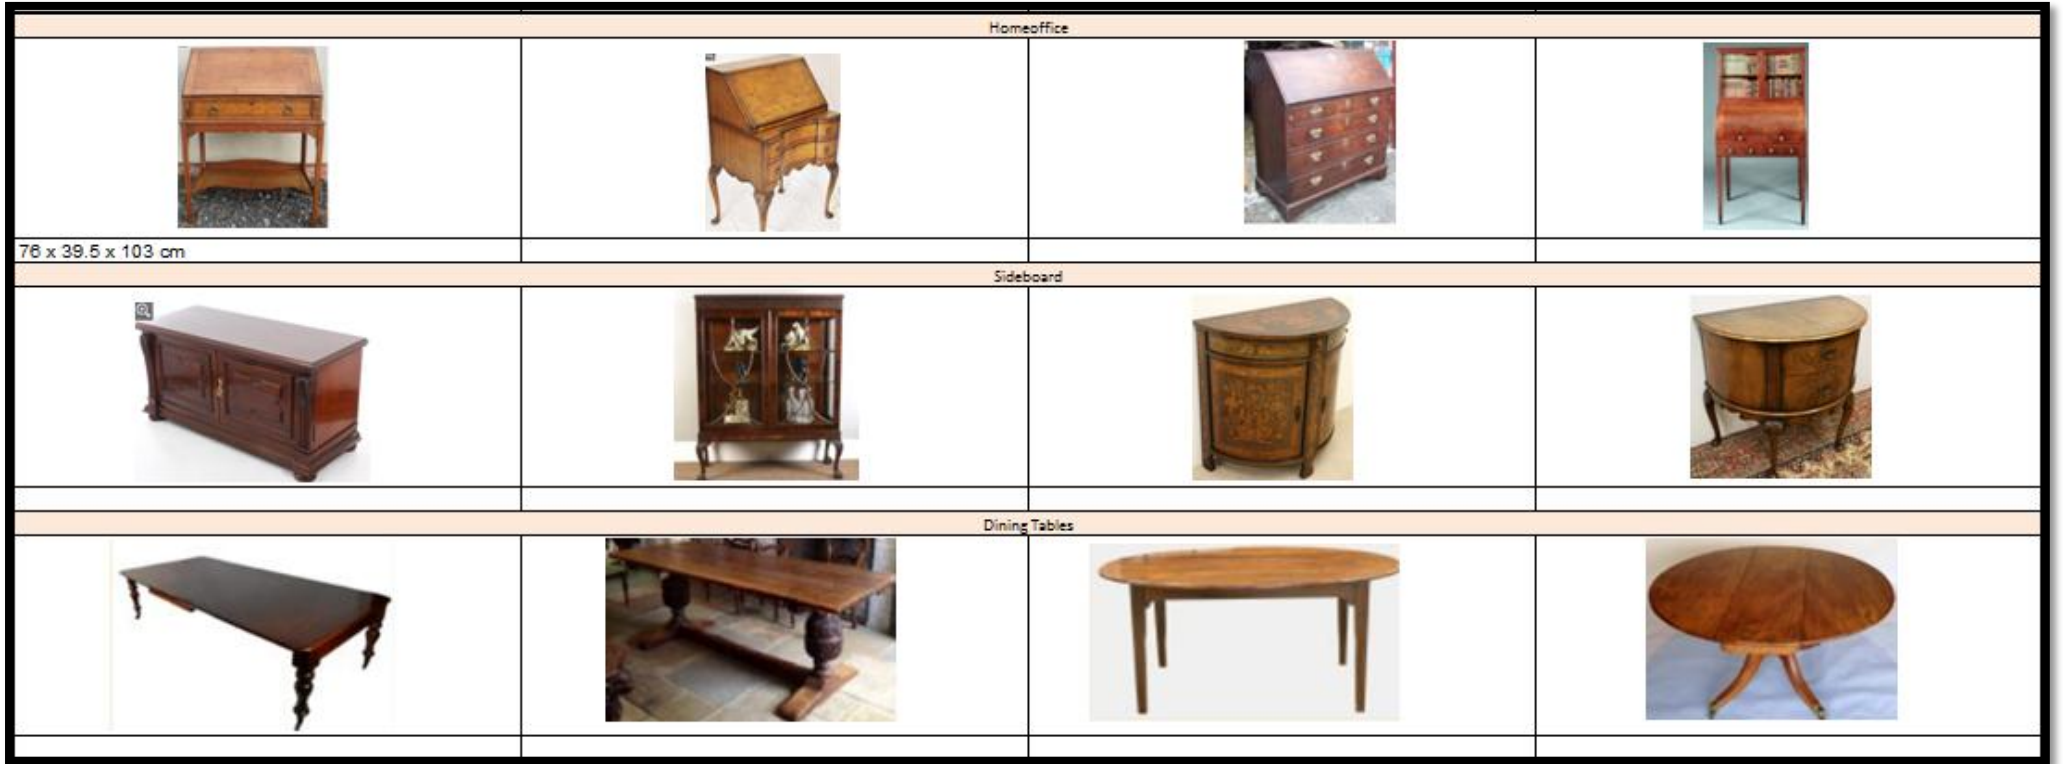 Homeoffice
76 x 39.5 x 103 cm
Sideboard
Dining Tables